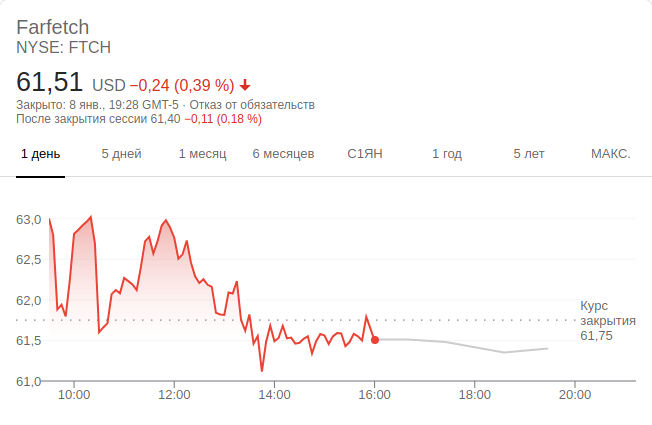 Farfetch
NYSE: FTCH
61,51 USD −0,24 (0,39 %)
Закрыто: 8 янв., 19:28 GMT-5 · Отказ от обязательств
После закрытия сессии 61,40 −0,11 (0,18 %)
1 день 5 дней 1 месяц 6 месяцев С1ЯН 1 год 5 лет МАКС.
63,0
62,5
62,0
61,5
61,0
Курс
закрытия
61,75
10:00 12:00 14:00 16:00 18:00 20:00